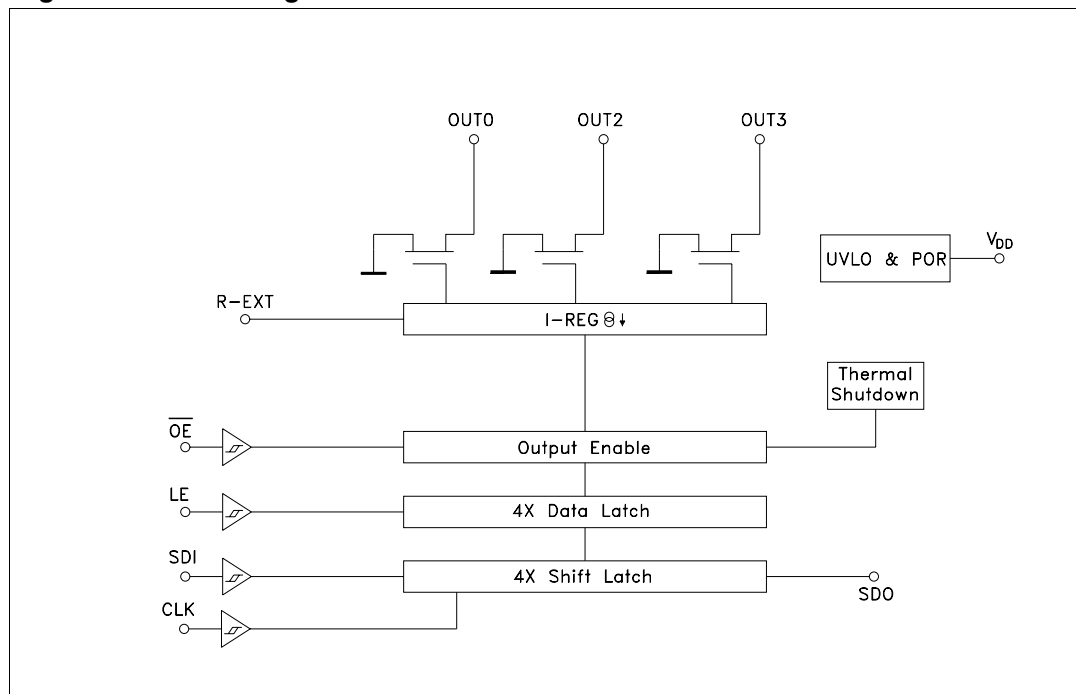 OUT0 OUT2 OUT3
UVLO & POR
VDD
R-EXT
I-REG
Thermal
Shutdown
OE
Output Enable
LE
4X Data Latch
SDI
4X Shift Latch
SDO
CLK